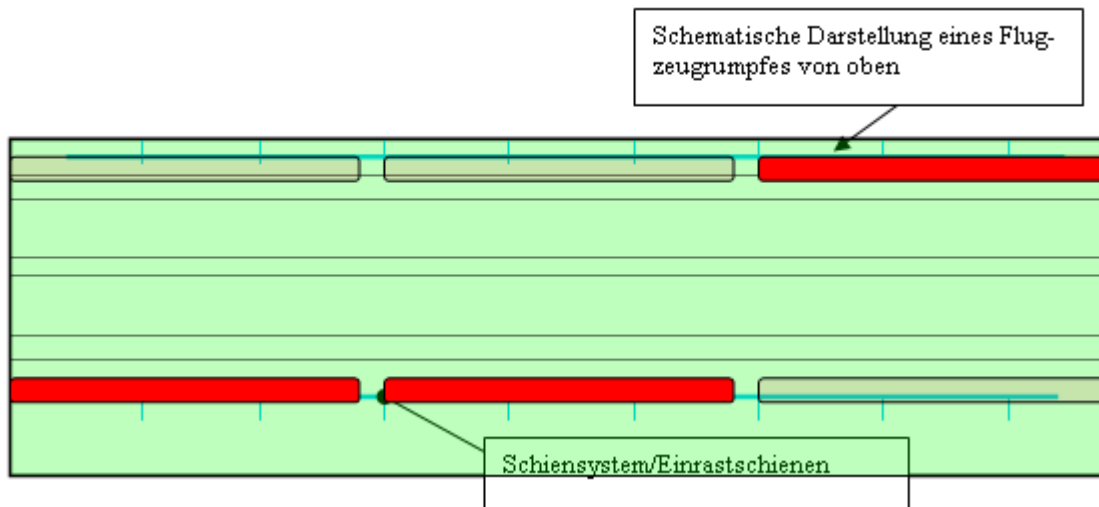 Schematische Darstellung eines Flug-
zeugrumpfes von oben
Schiensystem/Einrastschienen